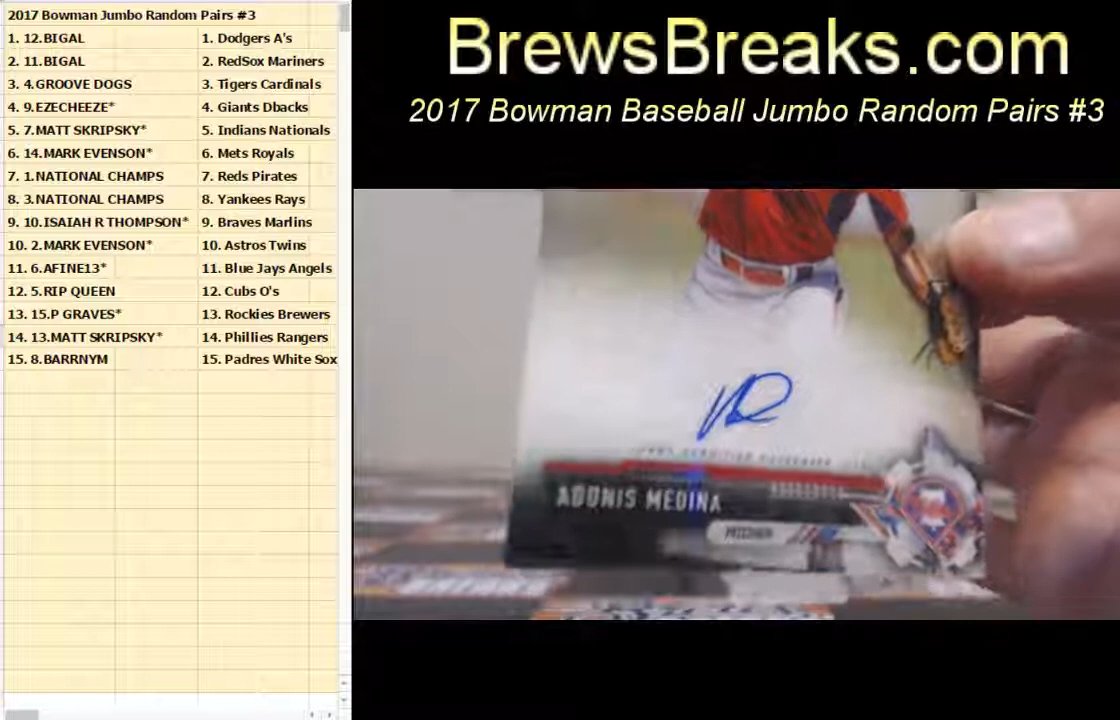 2017 Bowman Jumbo Random Pairs #3
1. 12.BIGAL 1. Dodgers A's
2. 11.BIGAL 2. RedSox Mariners
3. 4.GROOVE DOGS 3. Tigers Cardinals
4. 9.EZECHEEZE* 4. Giants Dbacks
5. 7.MATT SKRIPSKY* 5. Indians Nationals
6. 14.MARK EVENSON* 6. Mets Royals
7. 1.NATIONAL CHAMPS 7. Reds Pirates
8. 3.NATIONAL CHAMPS 8. Yankees Rays
9. 10.ISAIAH R THOMPSON* 9. Braves Marlins
10. 2.MARK EVENSON* 10. Astros Twins
11. 6.AFINE13* 11. Blue Jays Angels
12. 5.RIP QUEEN 12. Cubs O's
13. 15.P GRAVES* 13. Rockies Brewers
14. 13.MATT SKRIPSKY* 14. Phillies Rangers
15. 8.BARRNYM 15. Padres White Sox
BrewsBreaks.com
2017 Bowman Baseball Jumbo Random Pairs #3
ADONIS MEDINA
PITCHER